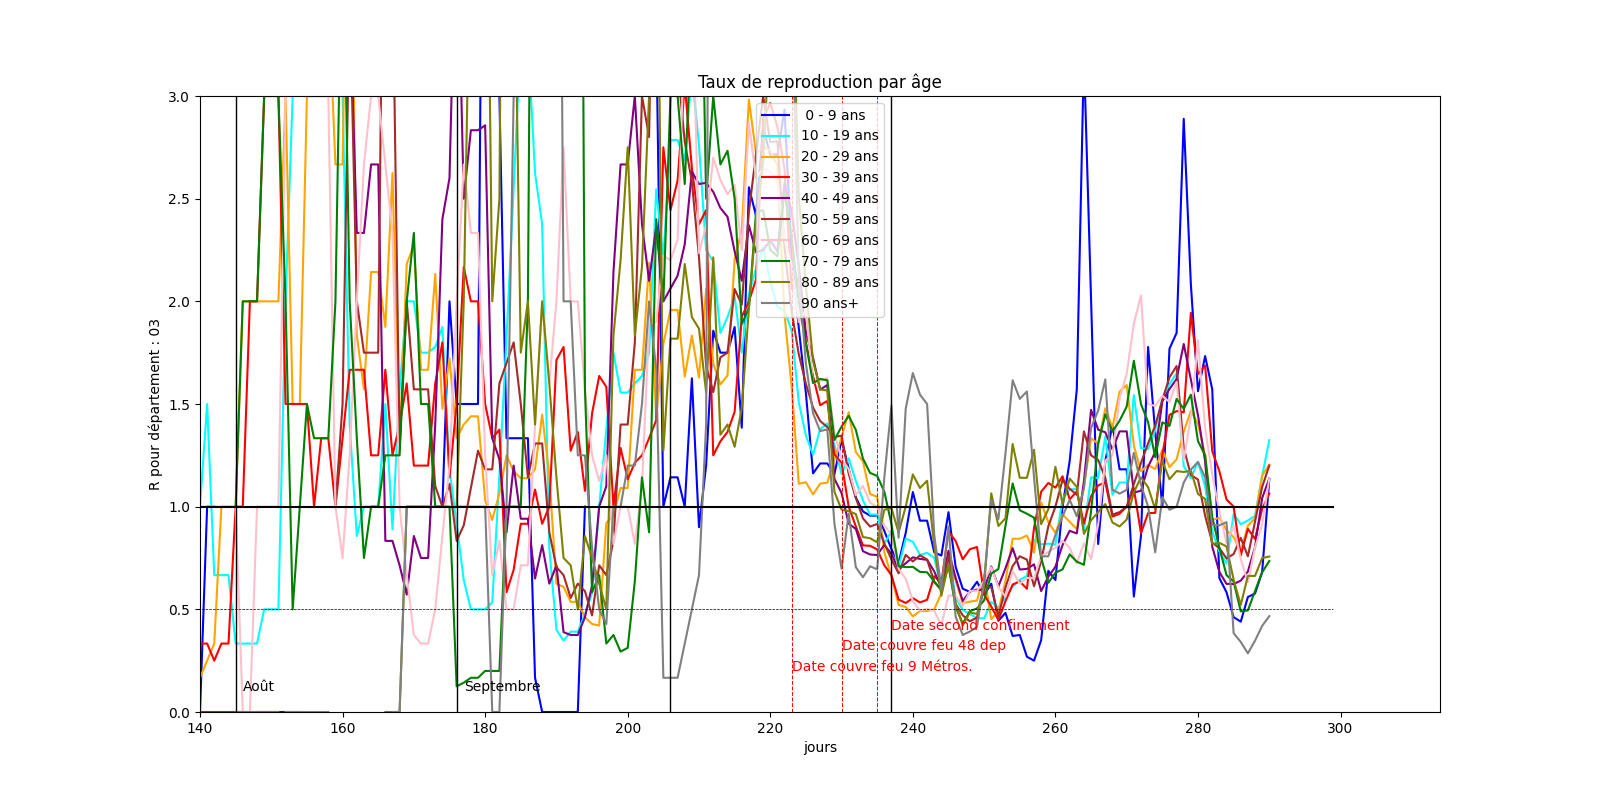 Taux de reproduction par âge
R pour département : 03
3.0
2.5
2.0
1.5
1.0
0.5
0.0
0 - 9 ans
10 - 19 ans
20 - 29 ans
30 - 39 ans
40 - 49 ans
50 - 59 ans
60 - 69 ans
70 - 79 ans
80 - 89 ans
90 ans+
Date second confinement
Date couvre feu 48 dep
Date couvre feu 9 Métros.
Août
Septembre
140 160 180 200 220 240 260 280 300
jours